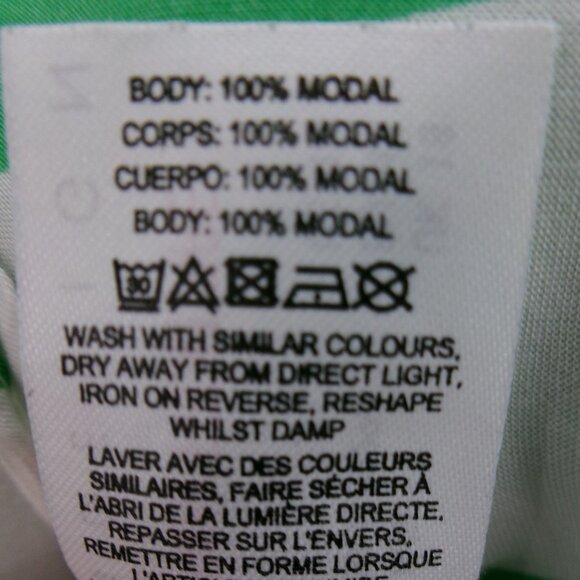 BODY: 100% MODAL
CORPS: 100% MODAL
CUERPO: 100% MODAL
BODY: 100% MODAL
30
WASH WITH SIMILAR COLOURS,
DRY AWAY FROM DIRECT LIGHT,
IRON ON REVERSE, RESHAPE
WHILST DAMP
LAVER AVEC DES COULEURS
SIMILAIRES, FAIRE SÉCHER À
L'ABRI DE LA LUMIÈRE DIRECTE,
REPASSER SUR L'ENVERS,
REMETTRE EN FORME LORSQUE